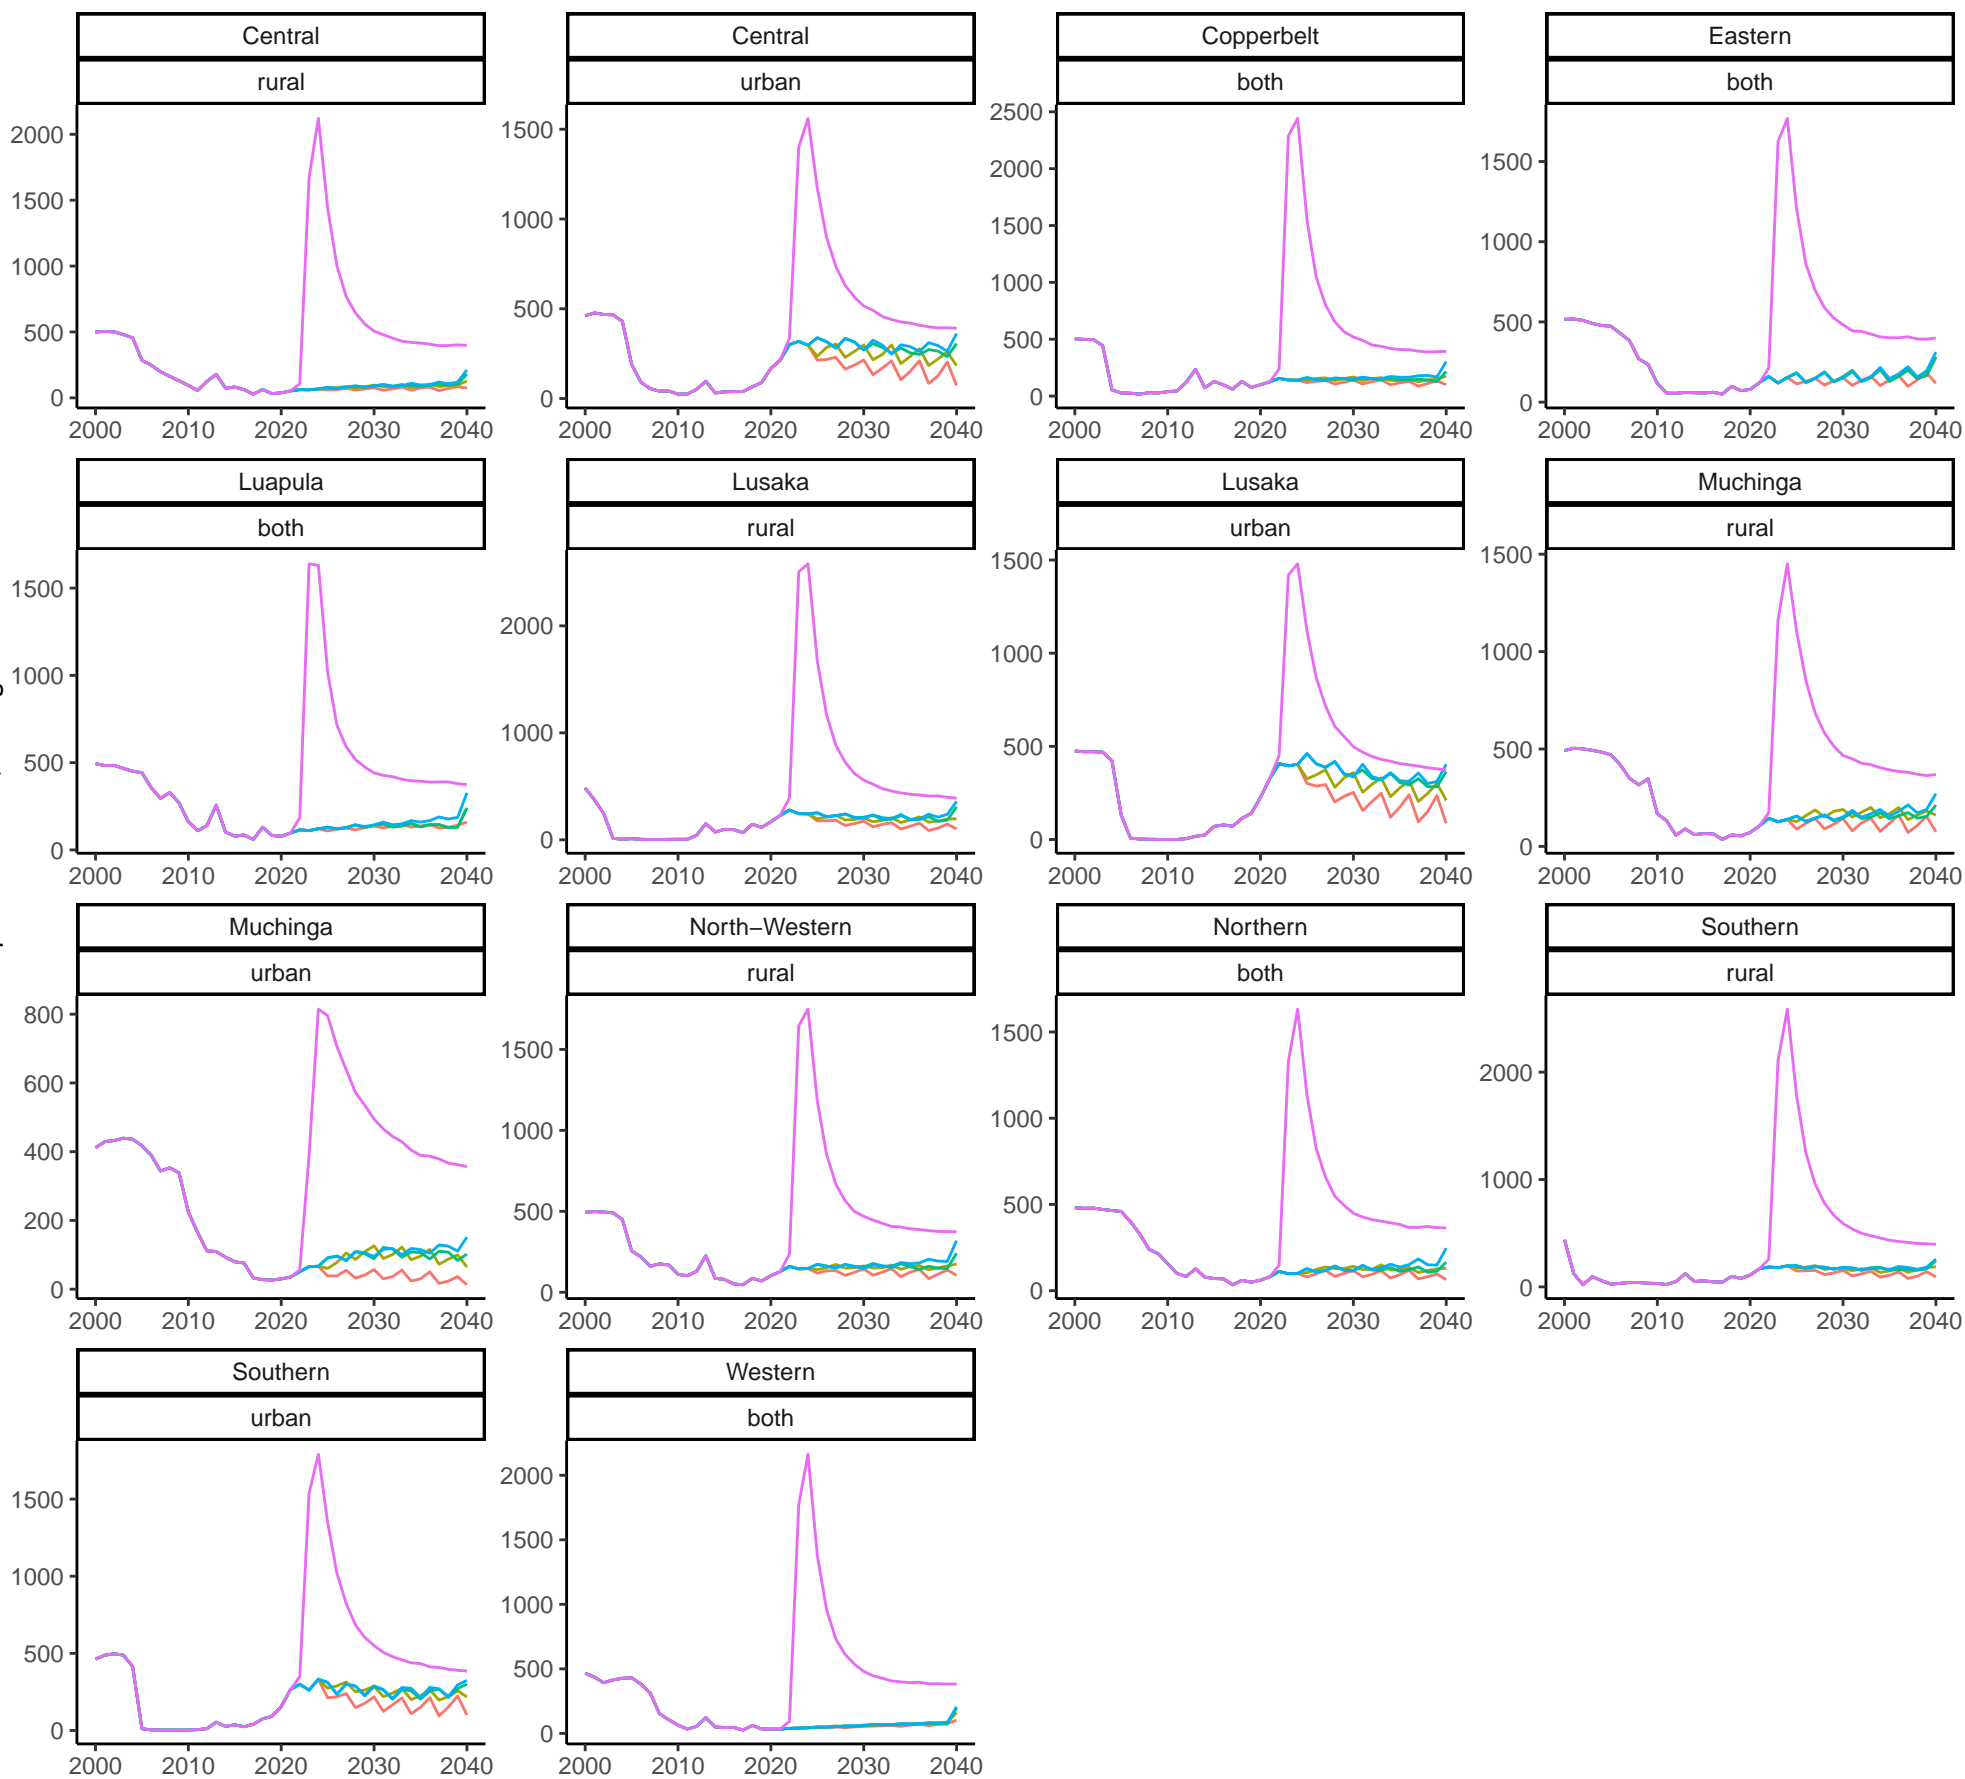 Central Central Copperbelt Eastern
rural urban both both
2000 1500 2500 1500
1500 1000 2000 1000
1000 500 1500 500
500 0 1000 0
0 500
0
2000 2010 2020 2030 2040 2000 2010 2020 2030 2040 2000 2010 2020 2030 2040 2000 2010 2020 2030 2040
Luapula Lusaka Lusaka Muchinga
both rural urban rural
1500 2000 1500 1500
1000 1000 1000 1000
500 0 500 500
0 0 0
2000 2010 2020 2030 2040 2000 2010 2020 2030 2040 2000 2010 2020 2030 2040 2000 2010 2020 2030 2040
Muchinga North−Western Northern Southern
urban rural both rural
800 1500 1500 2000
600 1000 1000 1000
400 500 500 0
200 0 0
0
2000 2010 2020 2030 2040 2000 2010 2020 2030 2040 2000 2010 2020 2030 2040 2000 2010 2020 2030 2040
Southern Western
urban both
1500 2000
1000 1500
500 1000
0 500
0
2000 2010 2020 2030 2040 2000 2010 2020 2030 2040